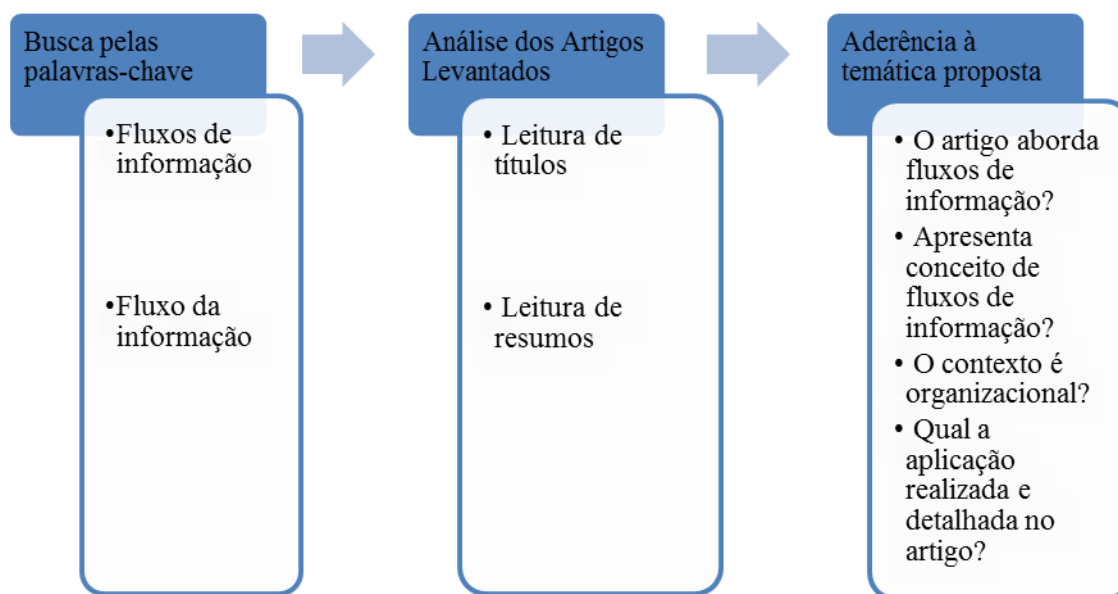 Busca pelas
palavras-chave
•Fluxos de
informação
•Fluxo da
informação
Análise dos Artigos
Levantados
• Leitura de
títulos
• Leitura de
resumos
Aderência à
temática proposta
• O artigo aborda
fluxos de
informação?
• Apresenta
conceito de
fluxos de
informação?
• O contexto é
organizacional?
• Qual a
aplicação
realizada e
detalhada no
artigo?